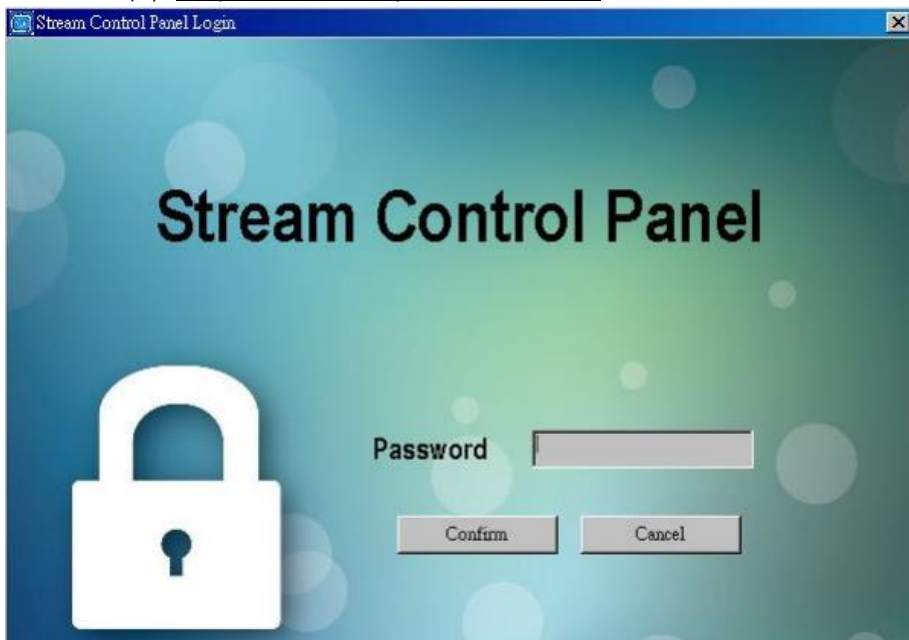 Stream Control Panel Login
Stream Control Panel
Password
Confirm
Cancel